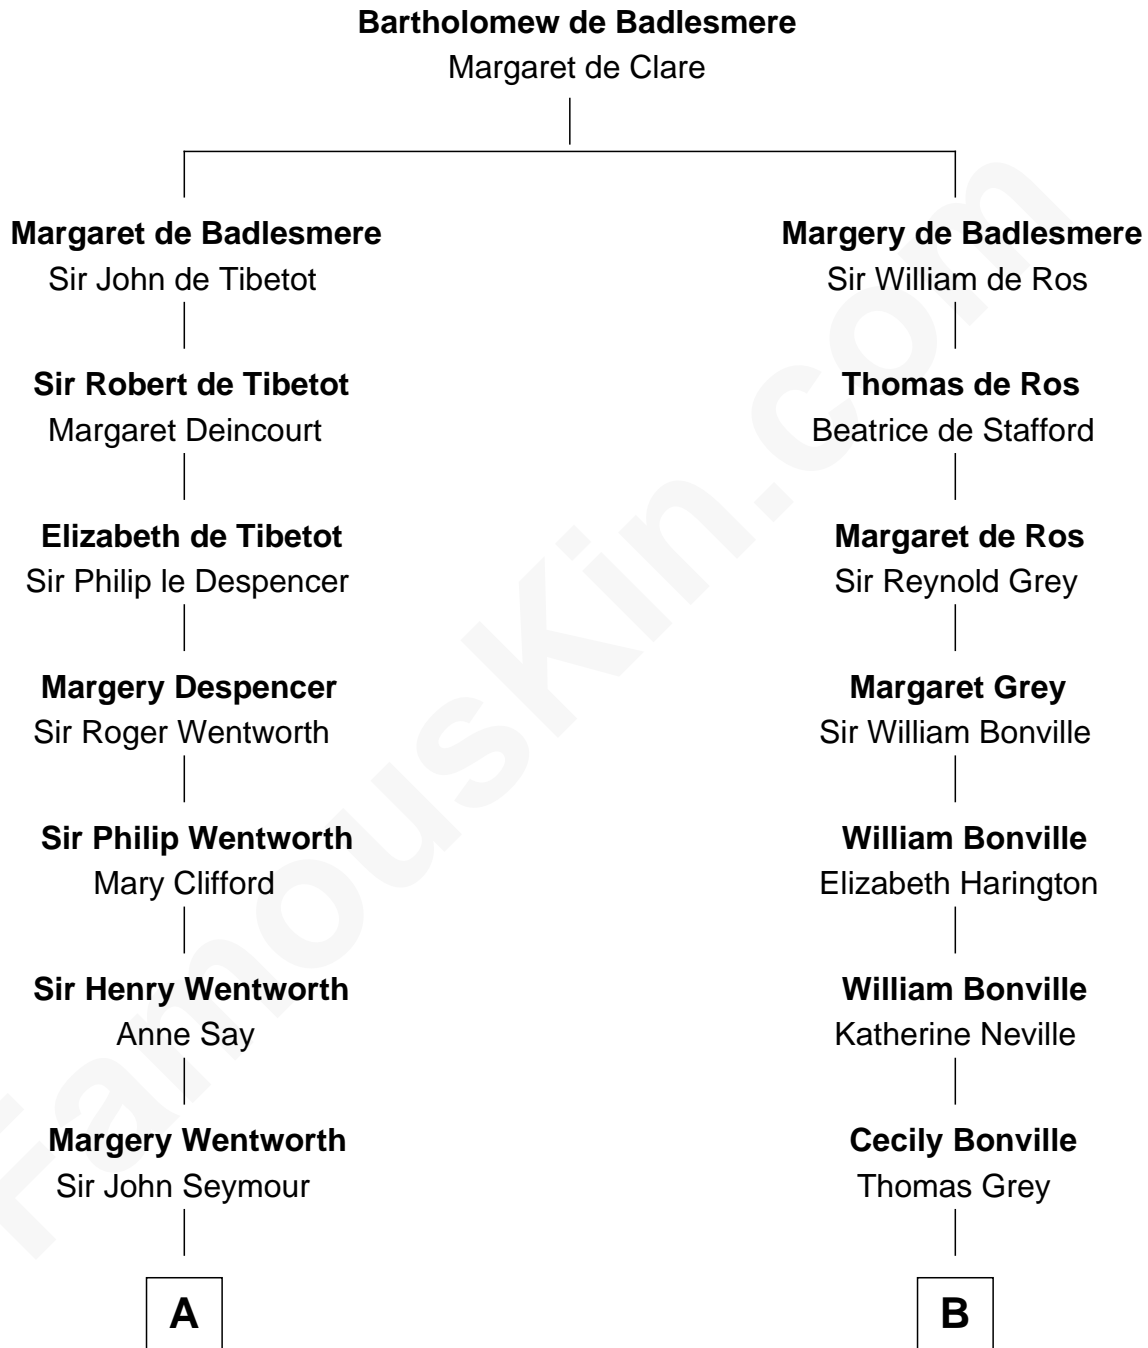 Bartholomew de Badlesmere
Margaret de Clare
Margaret de Badlesmere
Sir John de Tibetot
Margery de Badlesmere
Sir William de Ros
Sir Robert de Tibetot
Margaret Deincourt
Thomas de Ros
Beatrice de Stafford
Elizabeth de Tibetot
Sir Philip le Despencer
Margaret de Ros
Sir Reynold Grey
Margery Despencer
Sir Roger Wentworth
Margaret Grey
Sir William Bonville
Sir Philip Wentworth
Mary Clifford
William Bonville
Elizabeth Harington
Sir Henry Wentworth
Anne Say
William Bonville
Katherine Neville
Margery Wentworth
Sir John Seymour
Cecily Bonville
Thomas Grey
A
B
FamousKin.com